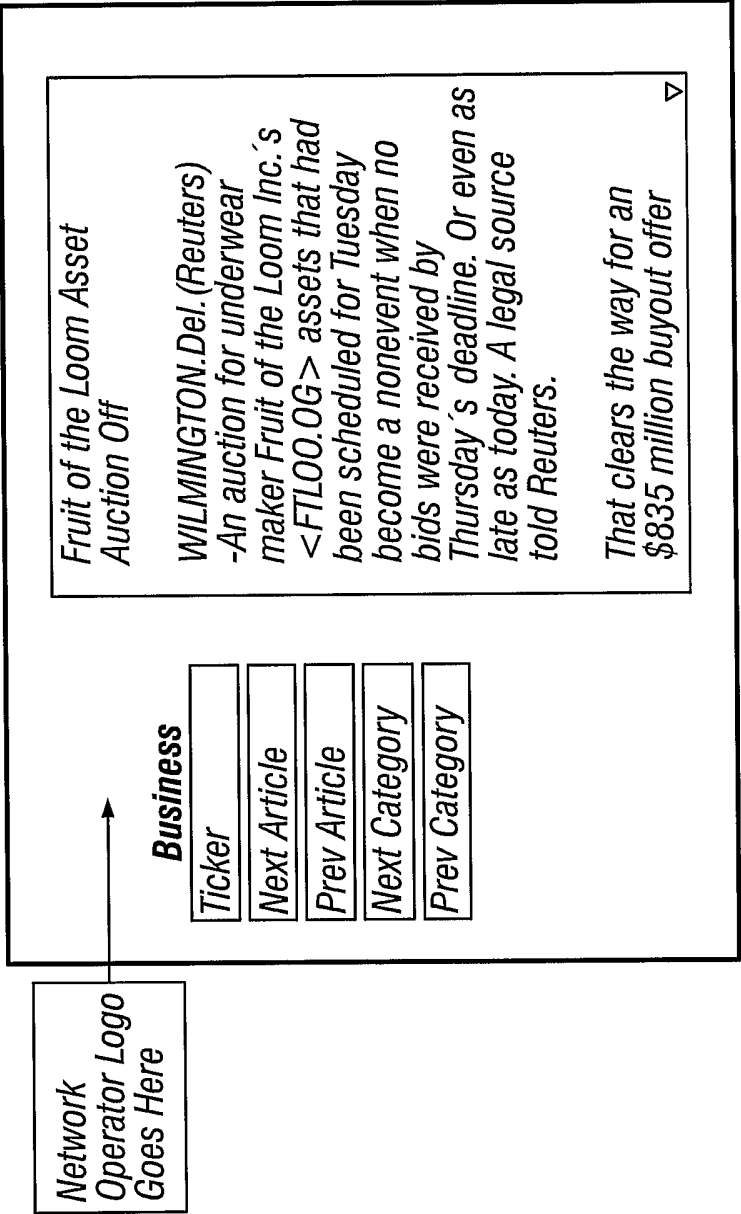 Network
Operator Logo
Goes Here
Business
Ticker
Next Article
Prev Article
Next Category
Prev Category
Fruit of the Loom Asset
Auction Off
WILMINGTON.Del.(Reuters)
-An auction for underwear
maker Fruit of the Loom Inc.´s
<FTLOO.OG> assets that had
been scheduled for Tuesday
become a nonevent when no
bids were received by
Thursday´s deadline. Or even as
late as today. A legal source
told Reuters.
That clears the way for an
$835 million buyout offer